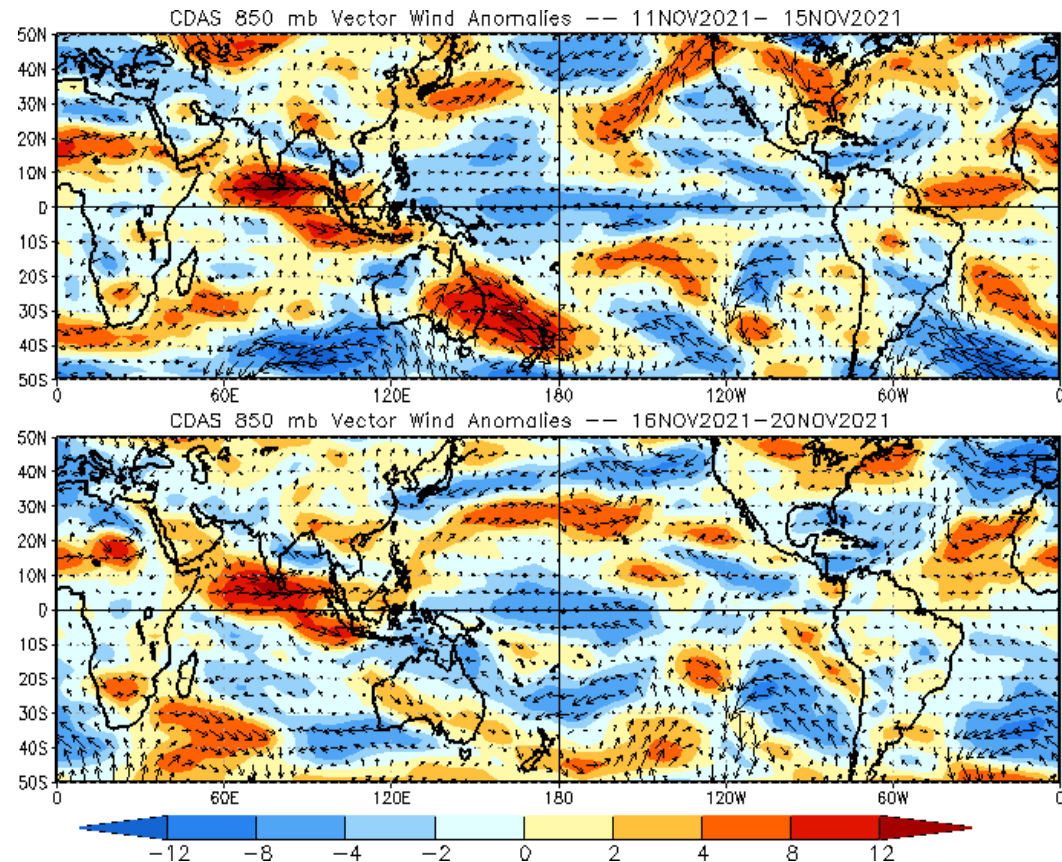 CDAS 850 mb Vector Wind Anomalies -- 11NOV2021- 15NOV2021
50N
40N
30N
20N
10N
0
10S
20S
30S
40S
50S
0 60E 120E 180 120W 60W 0
CDAS 850 mb Vector Wind Anomalies -- 16NOV2021-20NOV2021
50N
40N
30N
20N
10N
0
10S
20S
30S
40S
50S
0 60E 120E 180 120W 60W 0
-12 -8 -4 -2 0 2 4 8 12